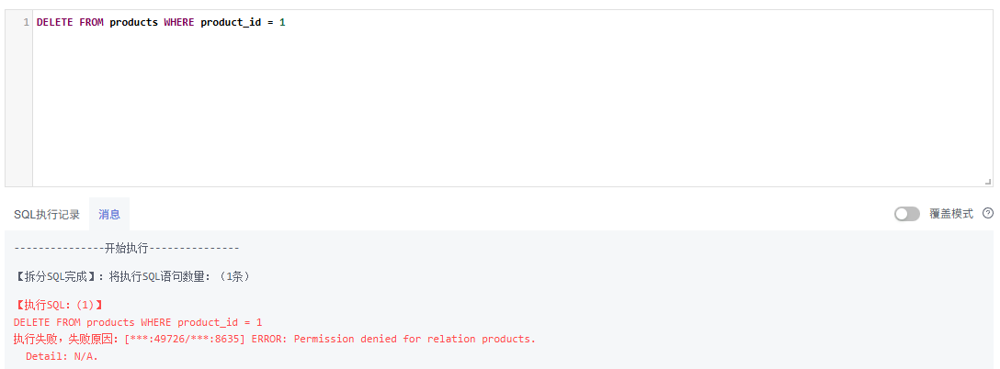 1 DELETE FROM products WHERE product_id = 1
SQL执行记录 消息 覆盖模式 ?
---------------开始执行---------------
【拆分SQL完成】：将执行SQL语句数量：（1条）
【执行SQL：(1)】
DELETE FROM products WHERE product_id = 1
执行失败，失败原因：[***:49726/***:8635] ERROR: Permission denied for relation products.
Detail: N/A.